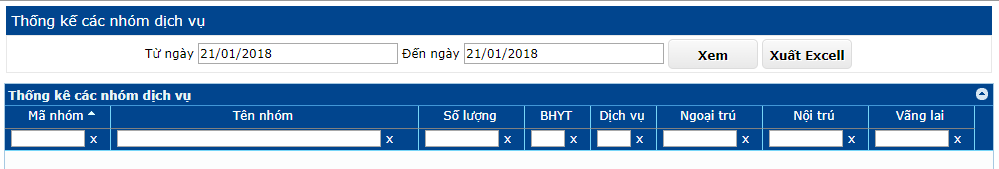 Thống kế các nhóm dịch vụ
Từ ngày 21/01/2018 Đến ngày 21/01/2018 Xem Xuất Excell
Thống kê các nhóm dịch vụ
Mã nhóm Tên nhóm Số lượng BHYT Dịch vụ Ngoại trú Nội trú Vãng lai
x x x x x x x x